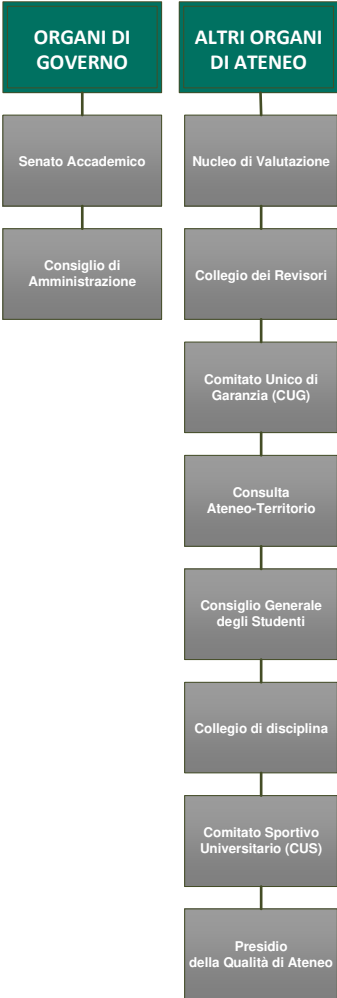 ORGANI DI
GOVERNO
Senato Accademico
Consiglio di
Amministrazione
ALTRI ORGANI
DI ATENEO
Nucleo di Valutazione
Collegio dei Revisori
Comitato Unico di
Garanzia (CUG)
Consulta
Ateneo-Territorio
Consiglio Generale
degli Studenti
Collegio di disciplina
Comitato Sportivo
Universitario (CUS)
Presidio
della Qualità di Ateneo